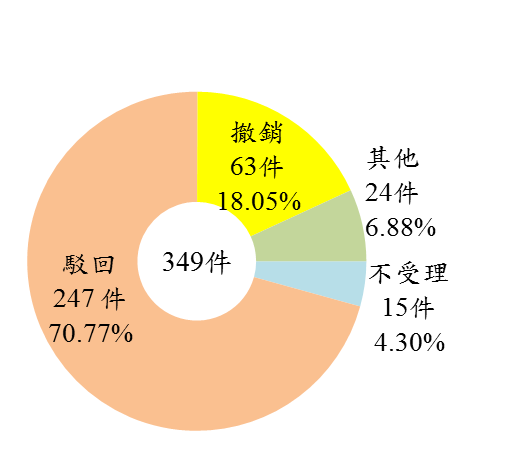 撤銷
63件
18.05%
其他
24件
6.88%
不受理
15件
4.30%
駁回
247 件
70.77%
349件